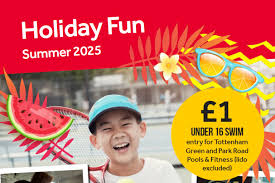 Holiday Fun
Summer 2025
£1
UNDER 16 SWIM
entry for Tottenham
Green and Park Road
Pools & Fitness (lido
excluded)